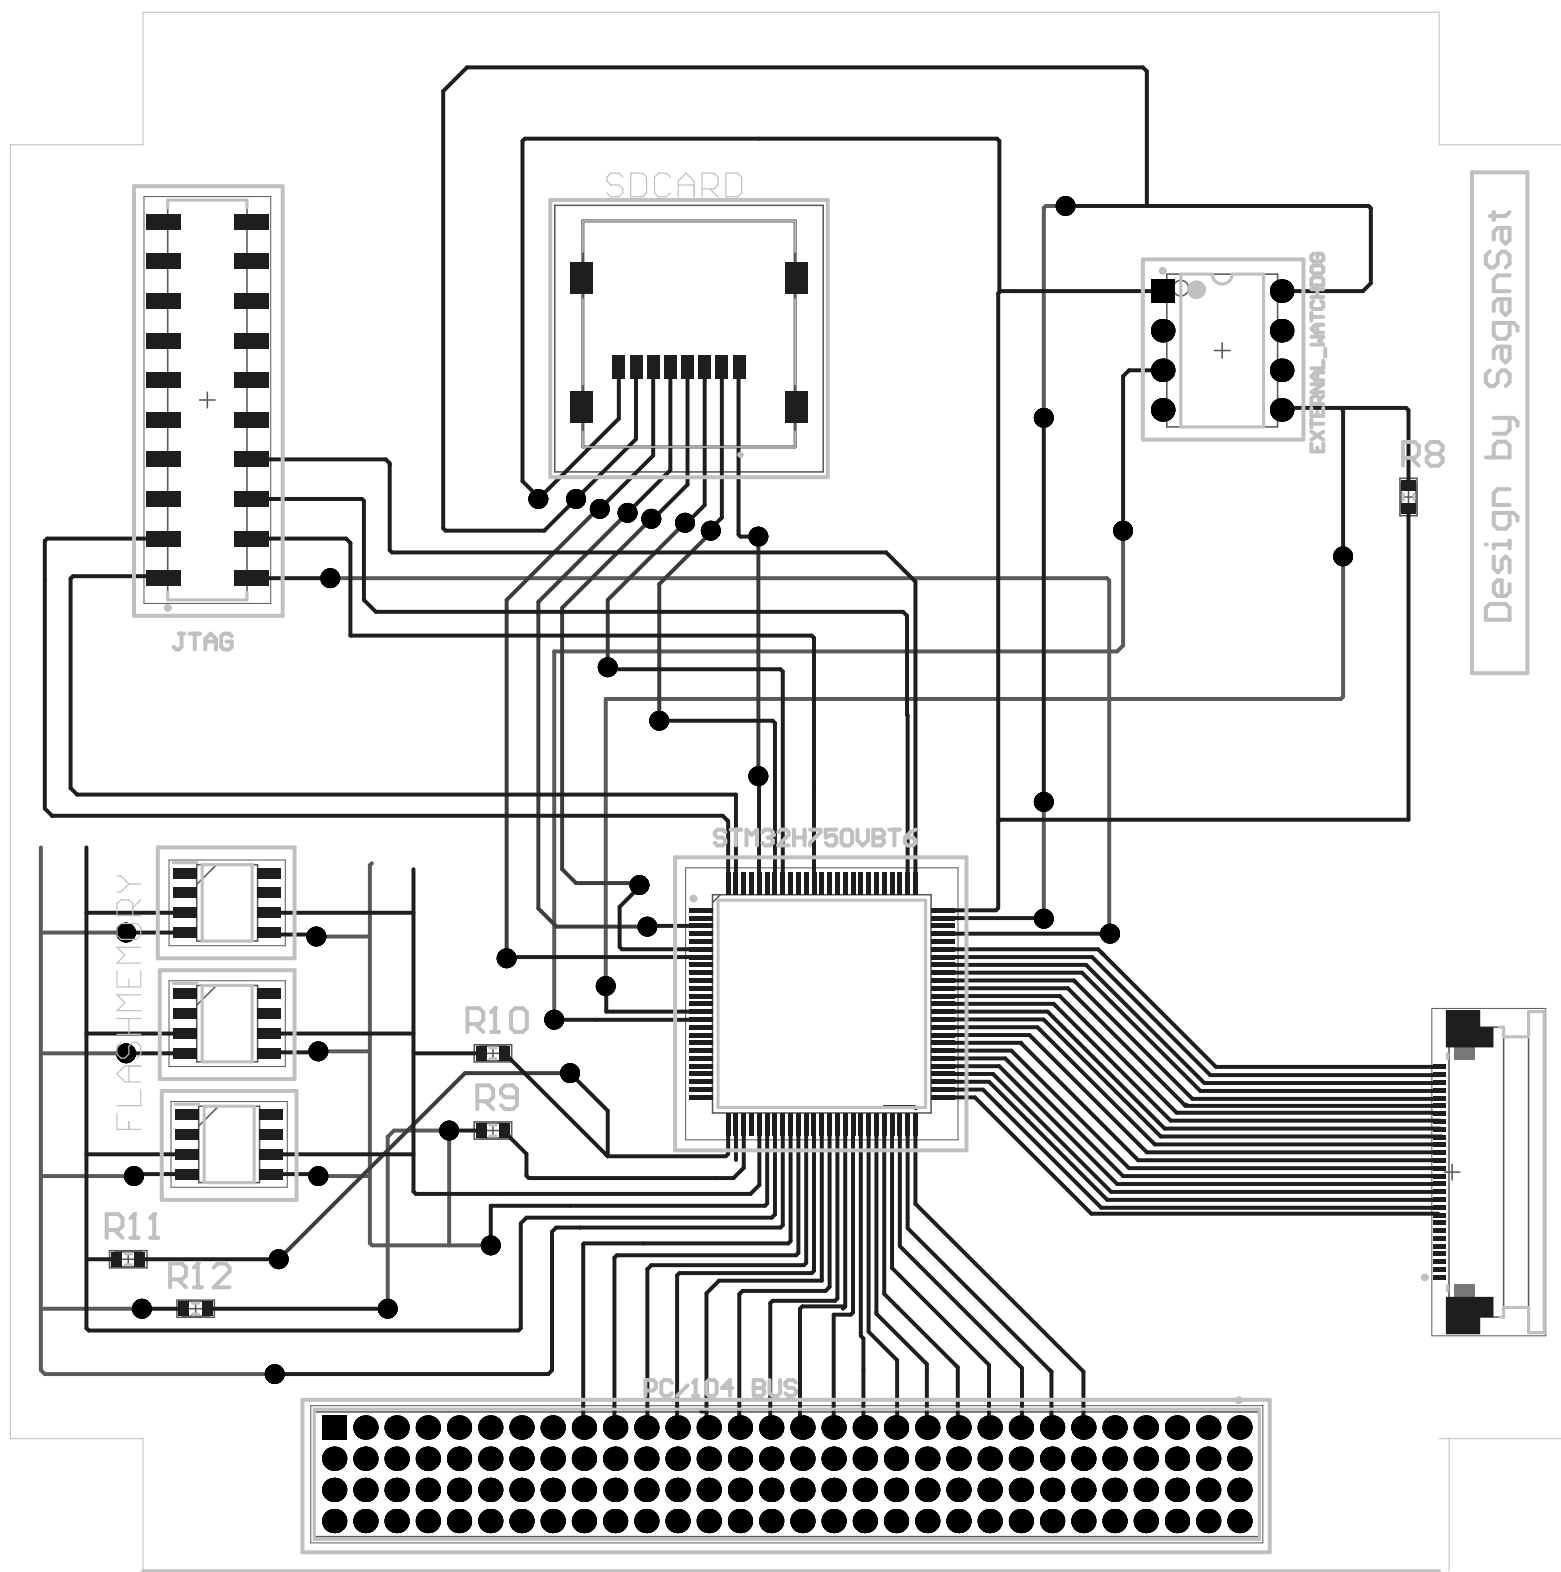 SDCARD
EXTERNAL_WATCHDOG
Design by SaganSat
R8
JTAG
STM32H750VBT6
FLASHMEMORY
R10
R9
R11
R12
PC/104 BUS